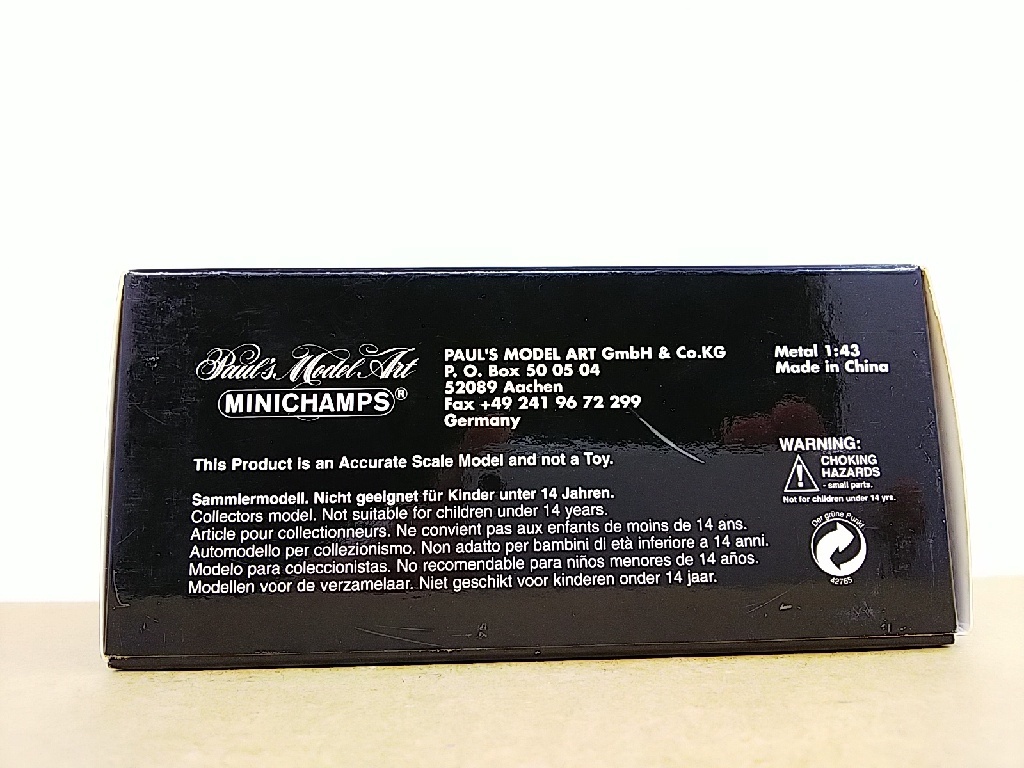 Paul's Model Art
MINICHAMPS®
PAUL'S MODEL ART GmbH & Co.KG
P. O. Box 50 05 04
52089 Aachen
Fax +49 241 96 72 299
Germany
Metal 1:43
Made in China
This Product is an Accurate Scale Model and not a Toy.
WARNING:
CHOKING
HAZARDS
- small parts.
Not for children under 14 yrs.
Sammlermodell. Nicht geeignet für Kinder unter 14 Jahren.
Collectors model. Not suitable for children under 14 years.
Article pour collectionneurs. Ne convient pas aux enfants de moins de 14 ans.
Automodello per collezionismo. Non adatto per bambini di età inferiore a 14 anni.
Modelo para coleccionistas. No recomendable para niños menores de 14 años.
Modellen voor de verzamelaar. Niet geschikt voor kinderen onder 14 jaar.
Der grüne Punkt
42765